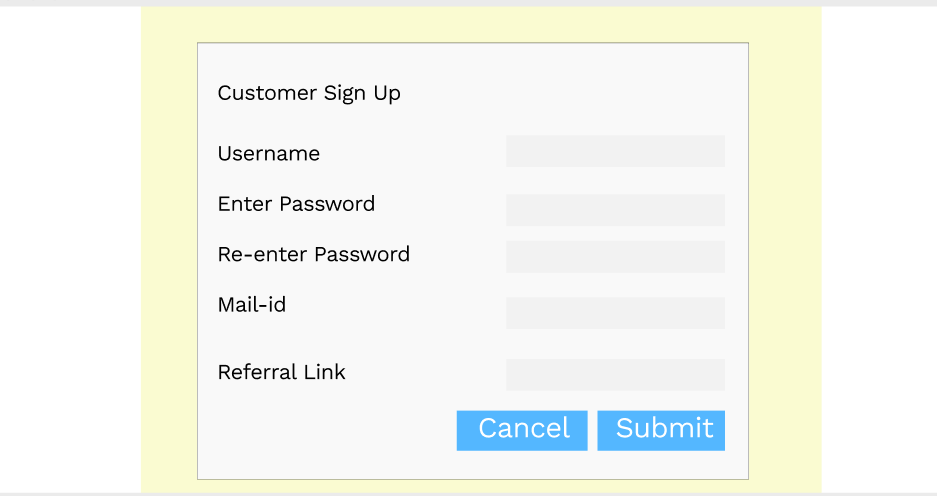 Customer Sign Up
Username
Enter Password
Re-enter Password
Mail-id
Referral Link
Cancel Submit